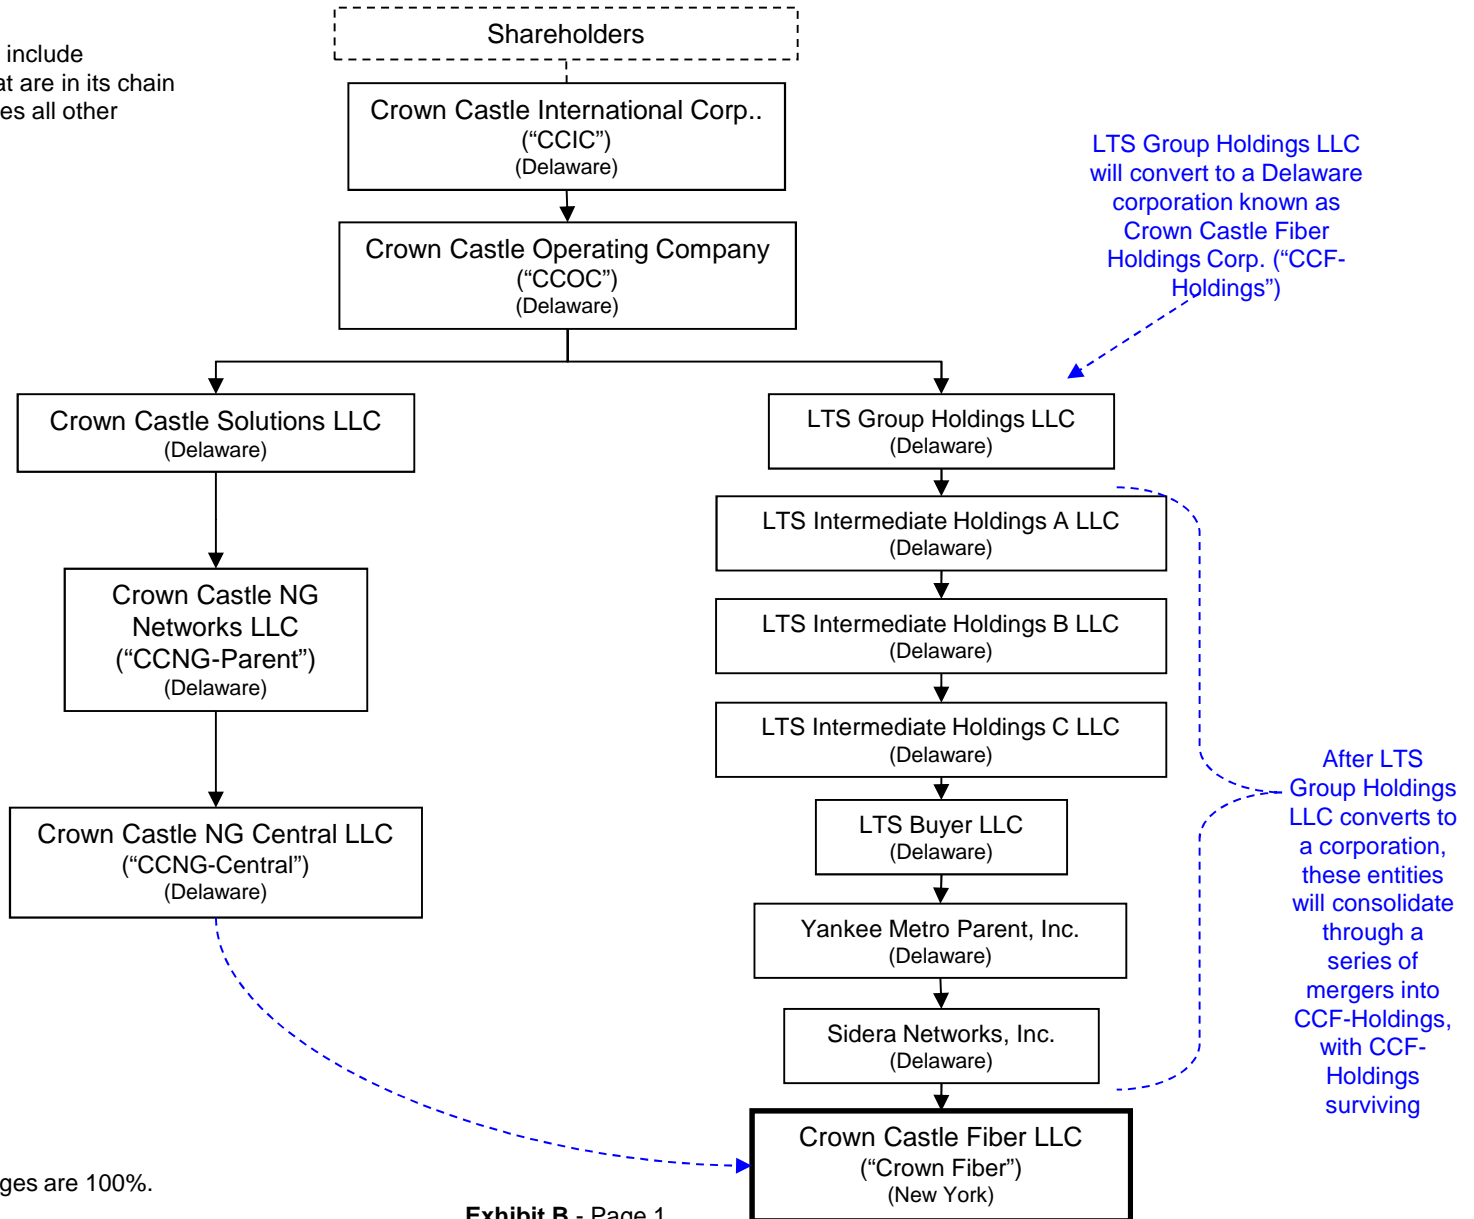 Shareholders
include
at are in its chain
es all other
Crown Castle International Corp..
(“CCIC”)
(Delaware)
Crown Castle Operating Company
(“CCOC”)
(Delaware)
LTS Group Holdings LLC
will convert to a Delaware
corporation known as
Crown Castle Fiber
Holdings Corp. (“CCF-
Holdings”)
Crown Castle Solutions LLC
(Delaware)
LTS Group Holdings LLC
(Delaware)
LTS Intermediate Holdings A LLC
(Delaware)
Crown Castle NG
Networks LLC
(“CCNG-Parent”)
(Delaware)
LTS Intermediate Holdings B LLC
(Delaware)
LTS Intermediate Holdings C LLC
(Delaware)
Crown Castle NG Central LLC
(“CCNG-Central”)
(Delaware)
LTS Buyer LLC
(Delaware)
Yankee Metro Parent, Inc.
(Delaware)
Sidera Networks, Inc.
(Delaware)
After LTS
Group Holdings
LLC converts to
a corporation,
these entities
will consolidate
through a
series of
mergers into
CCF-Holdings,
with CCF-
Holdings
surviving
Crown Castle Fiber LLC
(“Crown Fiber”)
(New York)
ges are 100%.
Exhibit B - Page 1